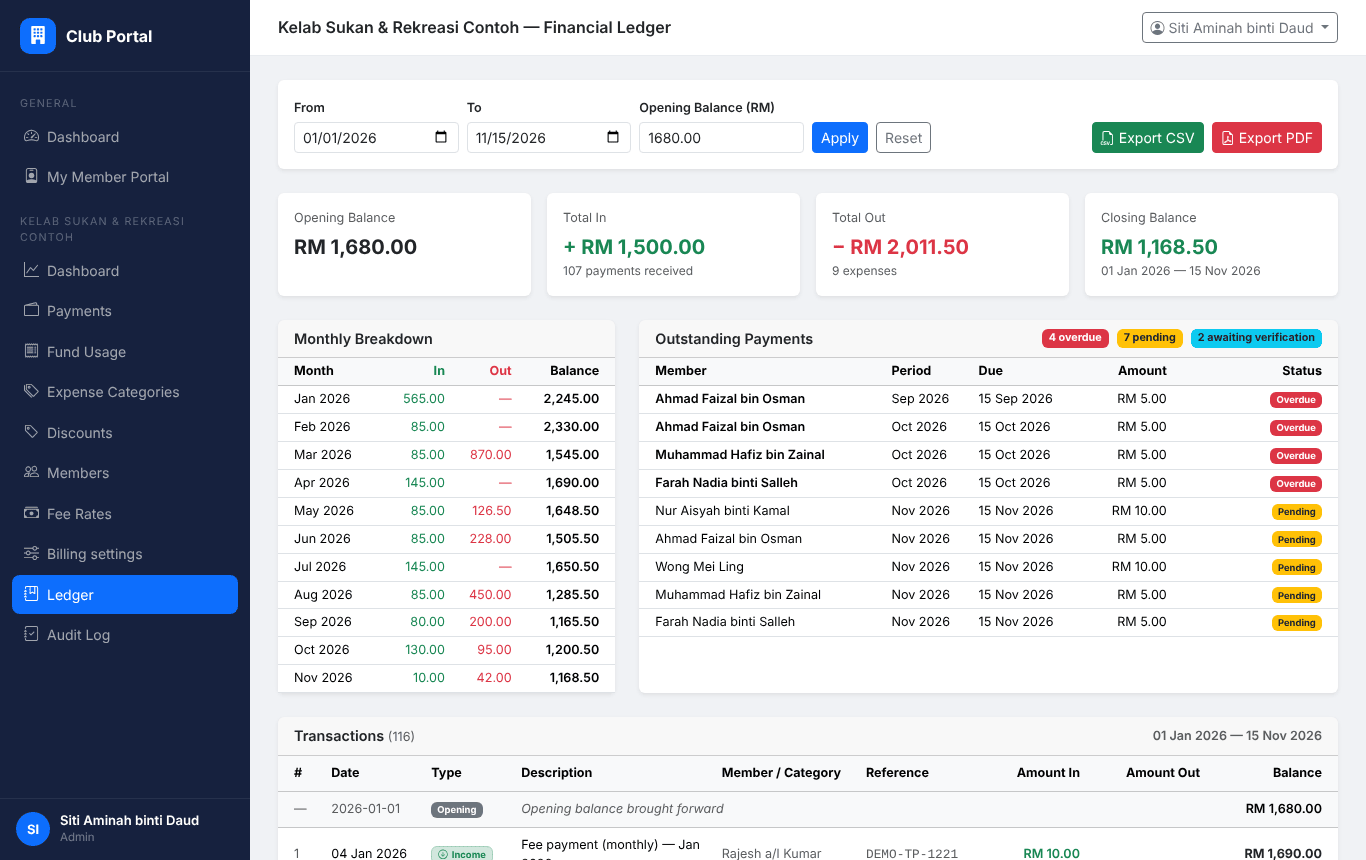 Club Portal
Kelab Sukan & Rekreasi Contoh — Financial Ledger
Siti Aminah binti Daud
GENERAL
Dashboard
My Member Portal
KELAB SUKAN & REKREASI
CONTOH
Dashboard
Payments
Fund Usage
Expense Categories
Discounts
Members
Fee Rates
Billing settings
Ledger
Audit Log
SI
Siti Aminah binti Daud
Admin
From To Opening Balance (RM)
01/01/2026 11/15/2026 1680.00 Apply Reset Export CSV Export PDF
Opening Balance
RM 1,680.00
Total In
+ RM 1,500.00
107 payments received
Total Out
− RM 2,011.50
9 expenses
Closing Balance
RM 1,168.50
01 Jan 2026 — 15 Nov 2026
Monthly Breakdown
Month In Out Balance
Jan 2026 565.00 — 2,245.00
Feb 2026 85.00 — 2,330.00
Mar 2026 85.00 870.00 1,545.00
Apr 2026 145.00 — 1,690.00
May 2026 85.00 126.50 1,648.50
Jun 2026 85.00 228.00 1,505.50
Jul 2026 145.00 — 1,650.50
Aug 2026 85.00 450.00 1,285.50
Sep 2026 80.00 200.00 1,165.50
Oct 2026 130.00 95.00 1,200.50
Nov 2026 10.00 42.00 1,168.50
Outstanding Payments 4 overdue 7 pending 2 awaiting verification
Member Period Due Amount Status
Ahmad Faizal bin Osman Sep 2026 15 Sep 2026 RM 5.00 Overdue
Ahmad Faizal bin Osman Oct 2026 15 Oct 2026 RM 5.00 Overdue
Muhammad Hafiz bin Zainal Oct 2026 15 Oct 2026 RM 5.00 Overdue
Farah Nadia binti Salleh Oct 2026 15 Oct 2026 RM 5.00 Overdue
Nur Aisyah binti Kamal Nov 2026 15 Nov 2026 RM 10.00 Pending
Ahmad Faizal bin Osman Nov 2026 15 Nov 2026 RM 5.00 Pending
Wong Mei Ling Nov 2026 15 Nov 2026 RM 10.00 Pending
Muhammad Hafiz bin Zainal Nov 2026 15 Nov 2026 RM 5.00 Pending
Farah Nadia binti Salleh Nov 2026 15 Nov 2026 RM 5.00 Pending
Transactions (116) 01 Jan 2026 — 15 Nov 2026
# Date Type Description Member / Category Reference Amount In Amount Out Balance
— 2026-01-01 Opening Opening balance brought forward RM 1,680.00
1 04 Jan 2026 Income Fee payment (monthly) — Jan Rajesh a/l Kumar DEMO-TP-1221 RM 10.00 RM 1,690.00